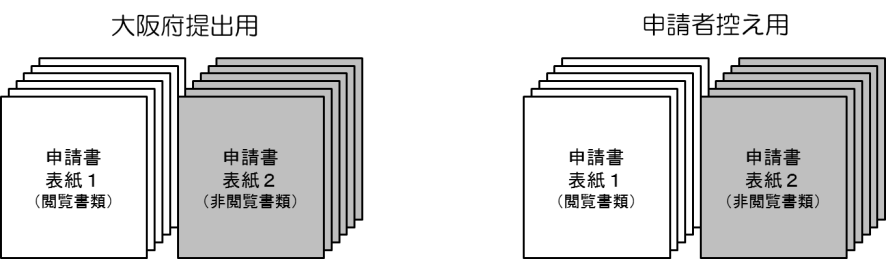 大阪府提出用
申請書
表紙1
（閲覧書類）
申請書
表紙2
（非閲覧書類）
申請者控え用
申請書
表紙1
（閲覧書類）
申請書
表紙2
（非閲覧書類）